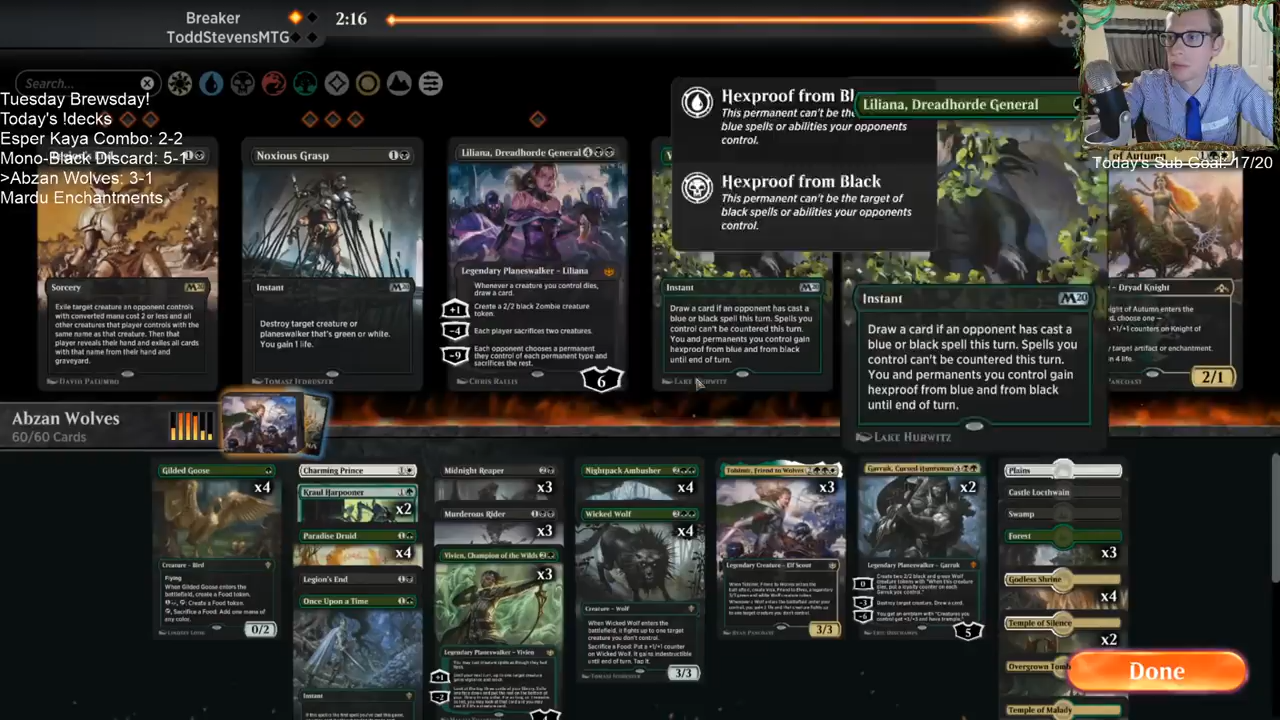 Breaker
ToddStevensMTG
2:16
Search...
Tuesday Brewsday!
Today's !decks
Esper Kaya Combo: 2-2
Mono-Black Discard: 5-1
>Abzan Wolves: 3-1
Mardu Enchantments
Today's Sub Goal: 17/20
Sorcery
Exile target creature an opponent controls
with converted mana cost 2 or less and all
other creatures that player controls with the
same name as that creature. Then that
player reveals their hand and exiles all cards
with that name from their hand and
graveyard.
DAVID PALUMBO
Noxious Grasp
Instant
Destroy target creature or
planeswalker that's green or white.
You gain 1 life.
Liliana, Dreadhorde General
Legendary Planeswalker – Liliana
Whenever a creature you control dies,
draw a card.
+1
Create a 2/2 black Zombie creature
token.
-4
Each player sacrifices two creatures.
-9
Each opponent chooses a permanent
they control of each permanent type and
sacrifices the rest.
CHRIS RALLIS
6
Instant
Draw a card if an opponent has cast a
blue or black spell this turn. Spells you
control can't be countered this turn.
You and permanents you control gain
hexproof from blue and from black
until end of turn.
LAKE HURWITZ
Hexproof from Bl
This permanent can't be the
blue spells or abilities your opponents
control.
Hexproof from Black
This permanent can't be the target of
black spells or abilities your opponents
control.
Liliana, Dreadhorde General
Instant
M20
Draw a card if an opponent has cast a
blue or black spell this turn. Spells you
control can't be countered this turn.
You and permanents you control gain
hexproof from blue and from black
until end of turn.
LAKE HURWITZ
of Autumn
– Dryad Knight
2/1
Abzan Wolves
60/60 Cards
Gilded Goose
x4
Creature – Bird
Flying
When Gilded Goose enters the
battlefield, create a Food token.
0/2
Charming Prince
Kraul Harpooner
x2
Paradise Druid
x4
Legion's End
Once Upon a Time
Instant
Midnight Reaper
x3
Murderous Rider
x3
Vivien, Champion of the Wilds
x3
Legendary Planeswalker – Vivien
Nightpack Ambusher
x4
Wicked Wolf
x4
Creature – Wolf
When Wicked Wolf enters the
battlefield, it fights up to one target
creature you don't control.
Sacrifice a Food: Put a +1/+1 counter
on Wicked Wolf. It gains indestructible
until end of turn. Tap it.
3/3
Tolsimir, Friend to Wolves
x3
Legendary Creature – Elf Scout
3/3
Garruk, Cursed Huntsman
x2
Legendary Planeswalker – Garruk
5
Plains
Castle Locthwain
Swamp
Forest
x3
Godless Shrine
x4
Temple of Silence
x2
Overgrown Tomb
Temple of Malady
Done